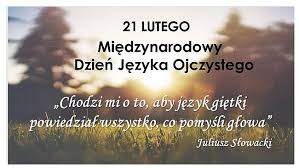 21 LUTEGO
Międzynarodowy
Dzień Języka Ojczystego
„Chodzi mi o to, aby język giętki
powiedział wszystko, co pomyśli głowa”
Juliusz Słowacki